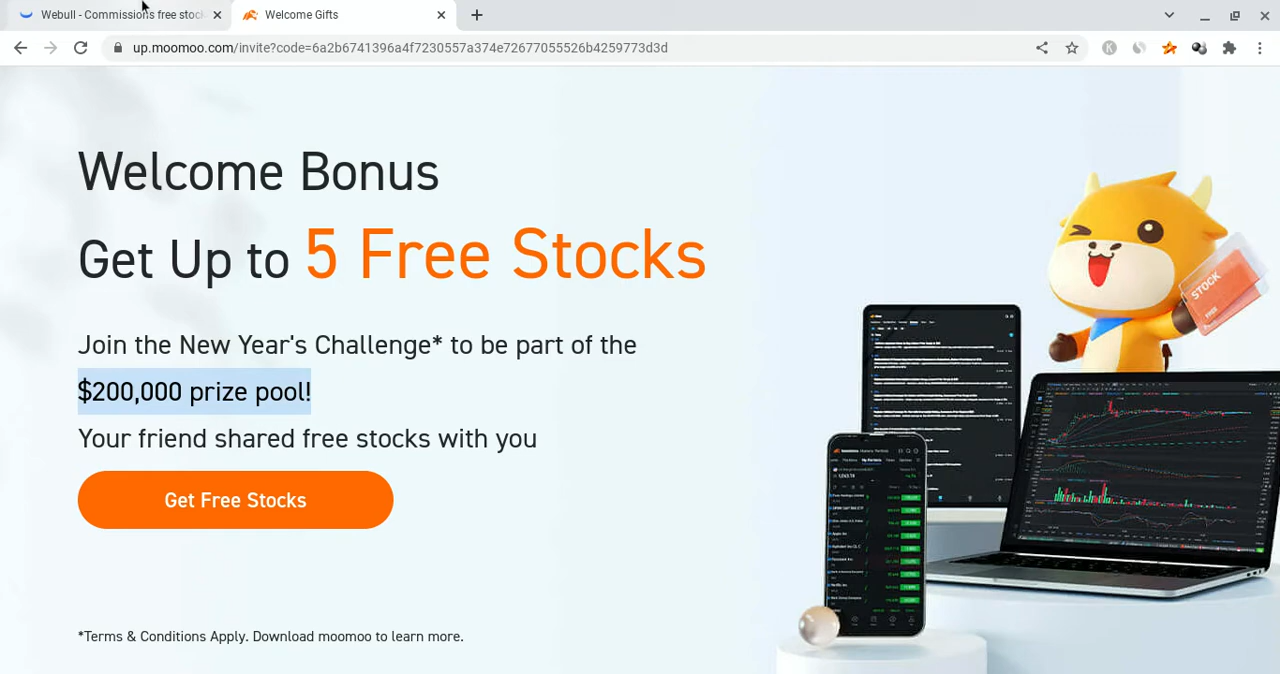 Webull - Commissions free stoc
Welcome Gifts
up.moomoo.com/invite?code=6a2b6741396a4f7230557a374e72677055526b4259773d3d
Welcome Bonus
Get Up to 5 Free Stocks
Join the New Year's Challenge* to be part of the
$200,000 prize pool!
Your friend shared free stocks with you
Get Free Stocks
*Terms & Conditions Apply. Download moomoo to learn more.
STOCK
FREE